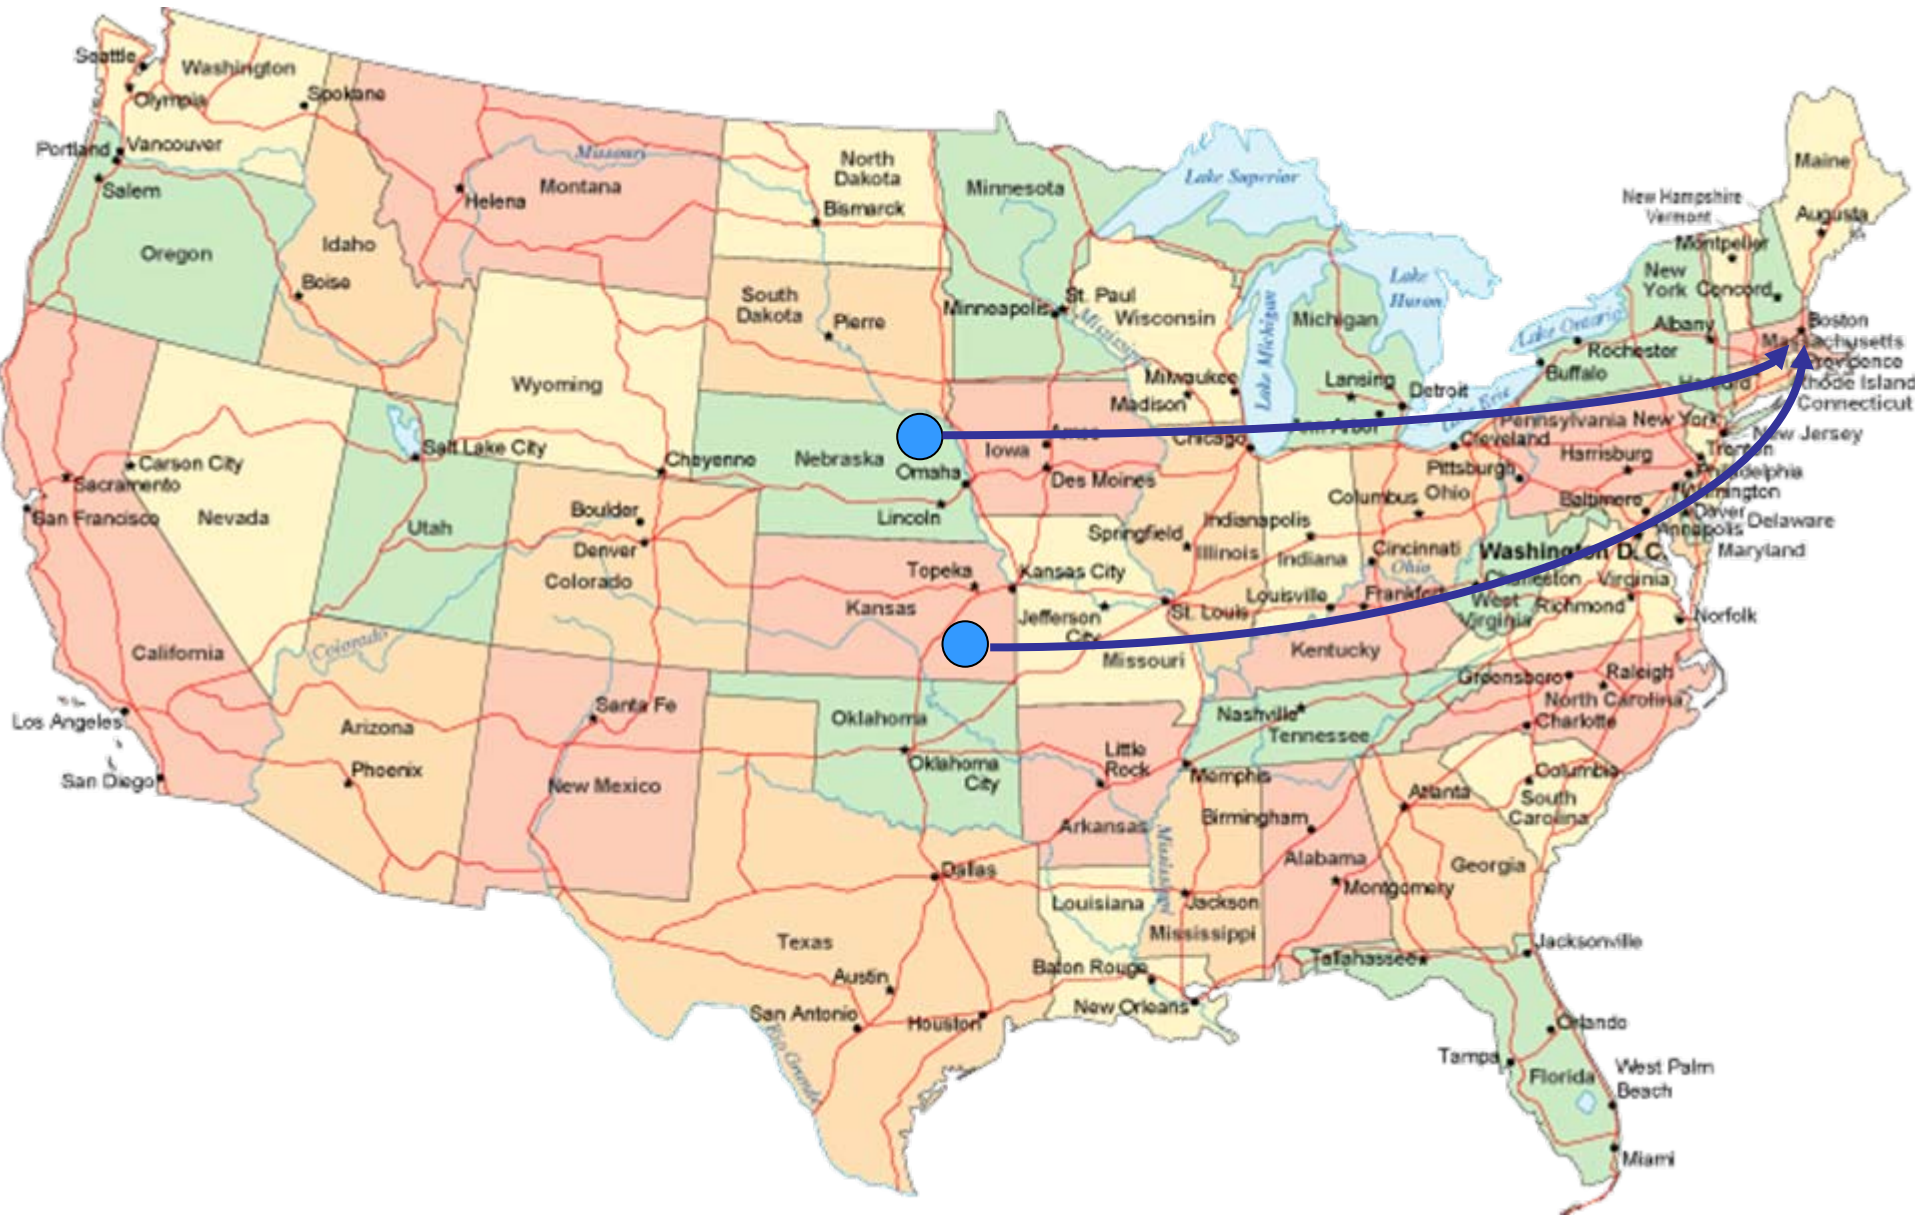 Seattle
Washington
Olympia
Spokane
Portland
Vancouver
Salem
Oregon
Idaho
Boise
Helena
Montana
Missouri
North
Dakota
Bismarck
Minnesota
Lake Superior
Maine
New Hampshire
Vermont
Augusta
Montpelier
New
York
Concord
Lake
Huron
South
Dakota
Pierre
Minneapolis
St. Paul
Wisconsin
Lake Michigan
Michigan
Lake Ontario
Albany
Boston
Massachusetts
Rochester
Providence
Buffalo
Rhode Island
Connecticut
Wyoming
Milwaukee
Madison
Lansing
Detroit
Lake Erie
Pennsylvania
New York
New Jersey
Trenton
Salt Lake City
Carson City
Sacramento
San Francisco
Nevada
Utah
Cheyenne
Nebraska
Omaha
Lincoln
Iowa
Des Moines
Chicago
Cleveland
Pittsburgh
Harrisburg
Philadelphia
Columbus
Ohio
Baltimore
Wilmington
Dover
Delaware
Annapolis
Maryland
Boulder
Denver
Colorado
Springfield
Illinois
Indianapolis
Indiana
Cincinnati
Ohio
Washington D.C.
Topeka
Kansas City
Kansas
Jefferson
City
St. Louis
Missouri
Louisville
Frankfort
Charleston
West
Virginia
Virginia
Richmond
Norfolk
Kentucky
California
Colorado
Los Angeles
San Diego
Arizona
Phoenix
Santa Fe
New Mexico
Oklahoma
Oklahoma
City
Little
Rock
Arkansas
Nashville
Tennessee
Memphis
Greensboro
Raleigh
North Carolina
Charlotte
Columbia
South
Carolina
Atlanta
Georgia
Birmingham
Alabama
Montgomery
Mississippi
Mississippi
Jackson
Dallas
Texas
Louisiana
Austin
San Antonio
Houston
Rio Grande
Baton Rouge
New Orleans
Tallahassee
Jacksonville
Orlando
Tampa
Florida
West Palm
Beach
Miami